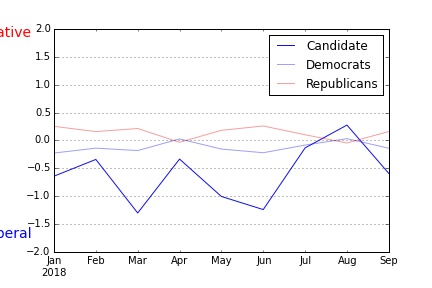 ative
2.0
1.5
1.0
0.5
0.0
−0.5
−1.0
−1.5
−2.0
beral
Candidate
Democrats
Republicans
Jan Feb Mar Apr May Jun Jul Aug Sep
2018